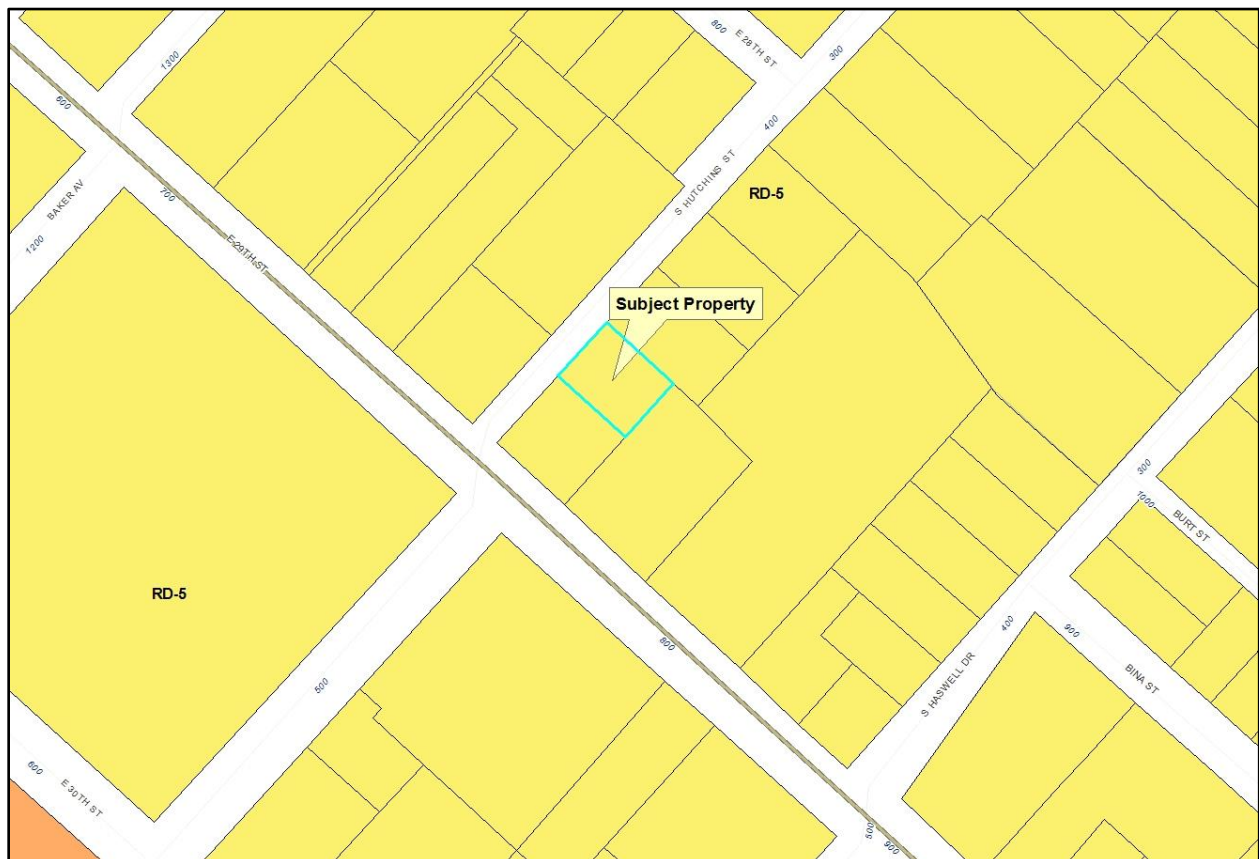 800
E 28TH ST
300
1300
600
400
S HUTCHINS ST
BAKER AV
700
RD-5
1200
E 29TH ST
Subject Property
300
1000
BURT ST
RD-5
400
900
800
BINA ST
S HASWELL DR
500
600
E 30TH ST
500
900